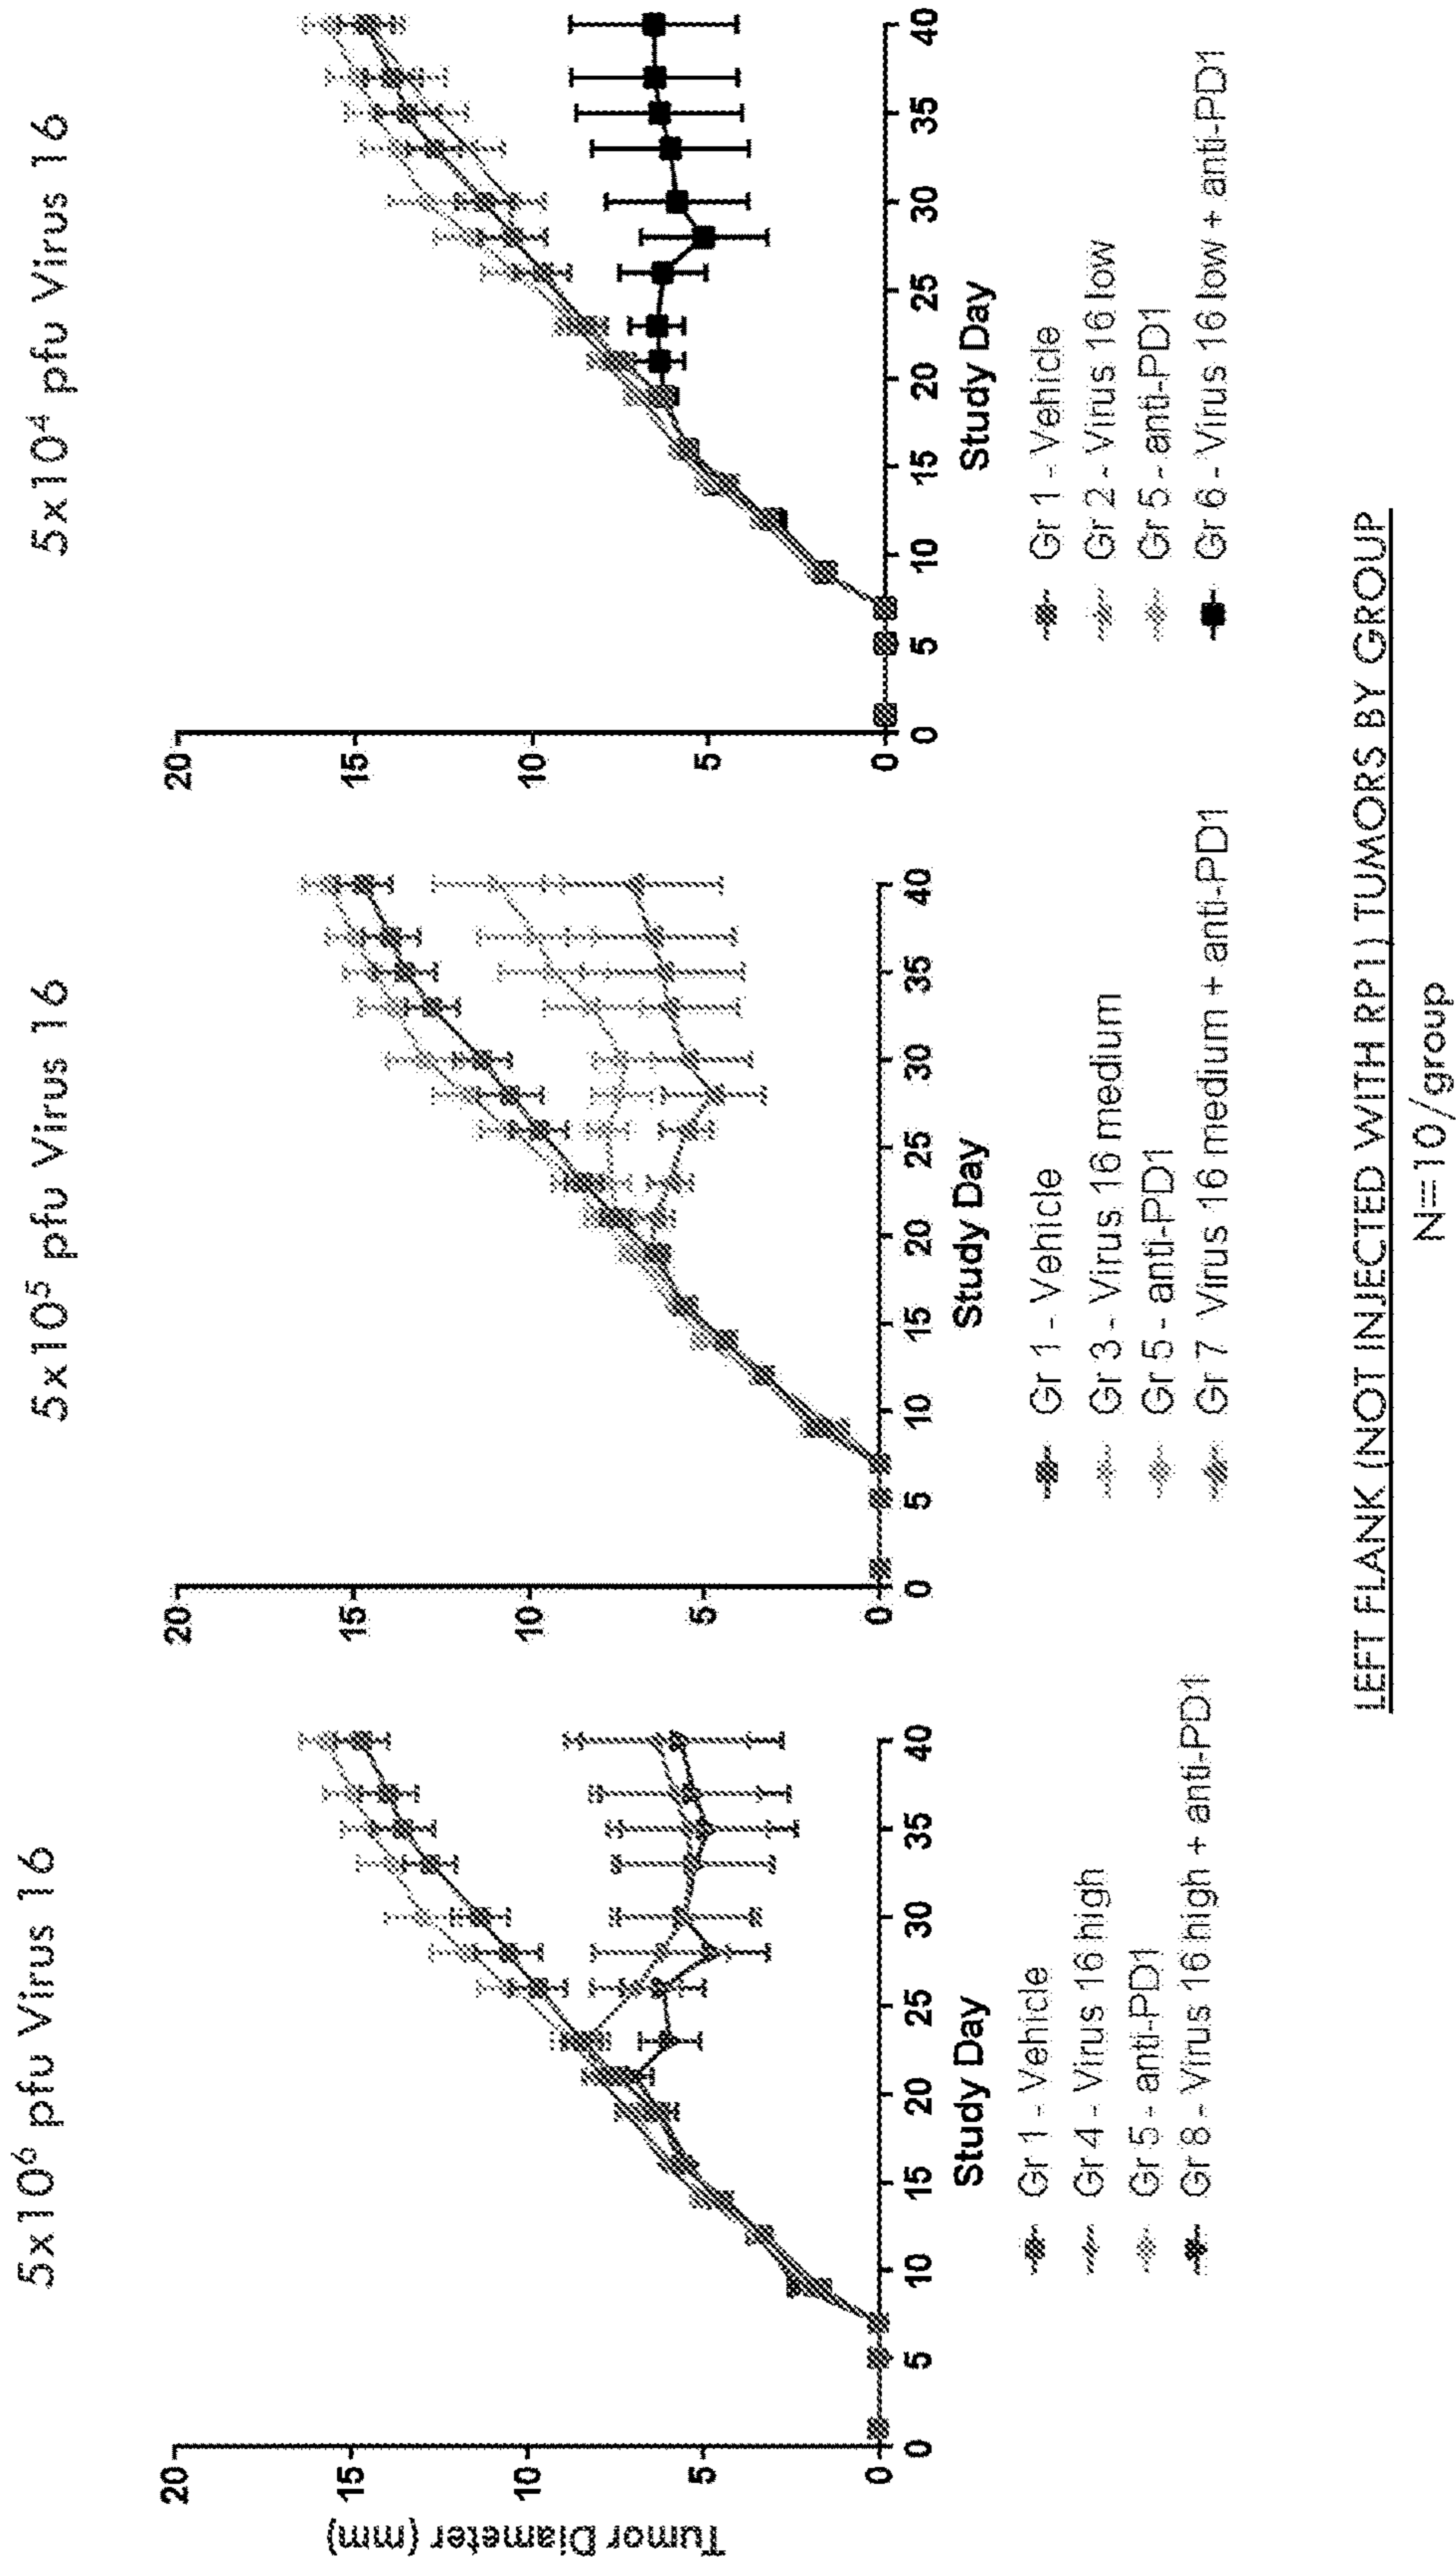 5x10⁶ pfu Virus 16
Tumor Diameter (mm)
20
15
10
5
0
0 5 10 15 20 25 30 35 40
Study Day
Gr 1 - Vehicle
Gr 4 - Virus 16 high
Gr 5 - anti-PD1
Gr 8 - Virus 16 high + anti-PD1
5x10⁵ pfu Virus 16
20
15
10
5
0
0 5 10 15 20 25 30 35 40
Study Day
Gr 1 - Vehicle
Gr 3 - Virus 16 medium
Gr 5 - anti-PD1
Gr 7 Virus 16 medium + anti-PD1
5x10⁴ pfu Virus 16
20
15
10
5
0
0 5 10 15 20 25 30 35 40
Study Day
Gr 1 - Vehicle
Gr 2 - Virus 16 low
Gr 5 - anti-PD1
Gr 6 - Virus 16 low + anti-PD1
LEFT FLANK (NOT INJECTED WITH RP1) TUMORS BY GROUP
N=10/group